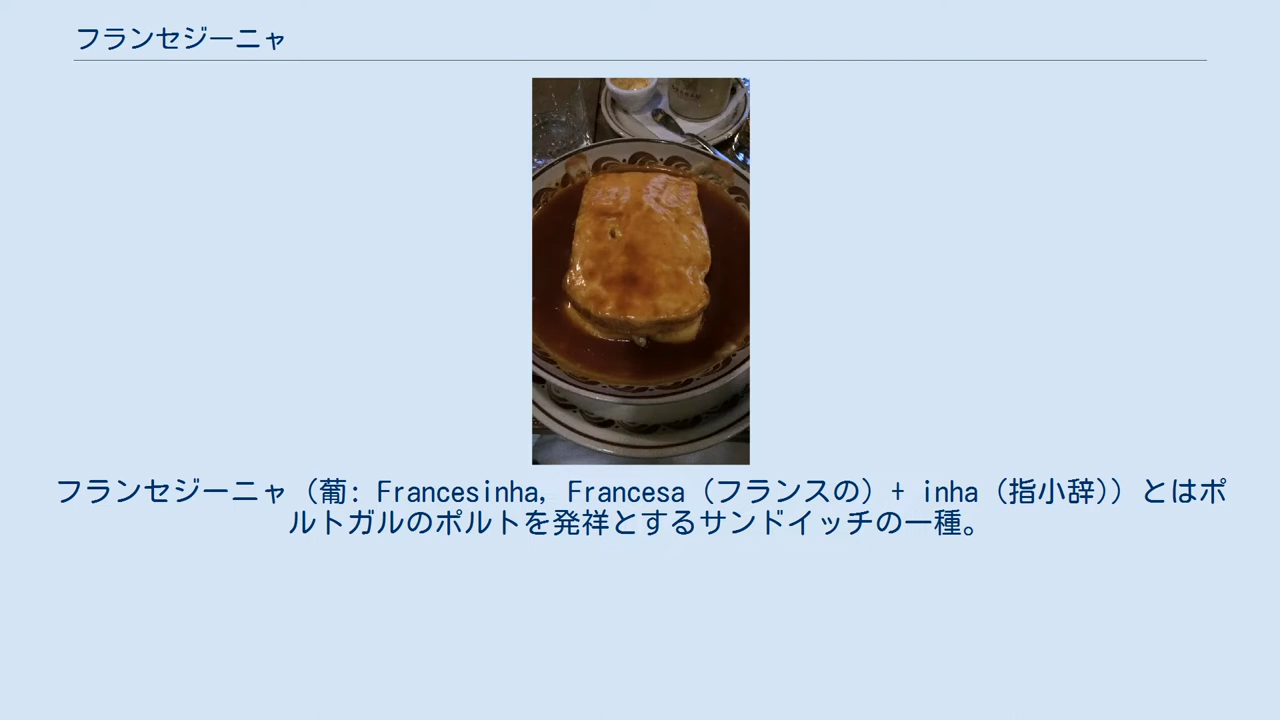 フランセジーニャ
フランセジーニャ（葡: Francesinha, Francesa（フランスの）+ inha（指小辞））とはポ
ルトガルのポルトを発祥とするサンドイッチの一種。